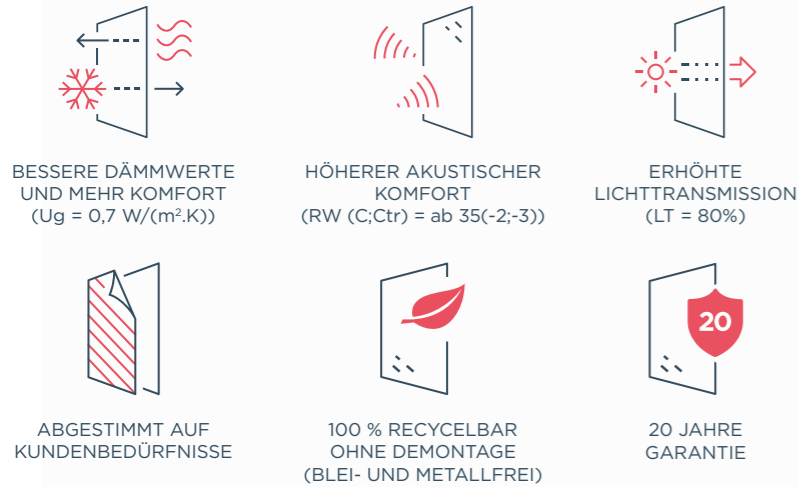 BESSERE DÄMMWERTE
UND MEHR KOMFORT
(Ug = 0,7 W/(m².K))
HÖHERER AKUSTISCHER
KOMFORT
(RW (C;Ctr) = ab 35(-2;-3))
ERHÖHTE
LICHTTRANSMISSION
(LT = 80%)
ABGESTIMMT AUF
KUNDENBEDÜRFNISSE
100 % RECYCELBAR
OHNE DEMONTAGE
(BLEI- UND METALLFREI)
20
20 JAHRE
GARANTIE